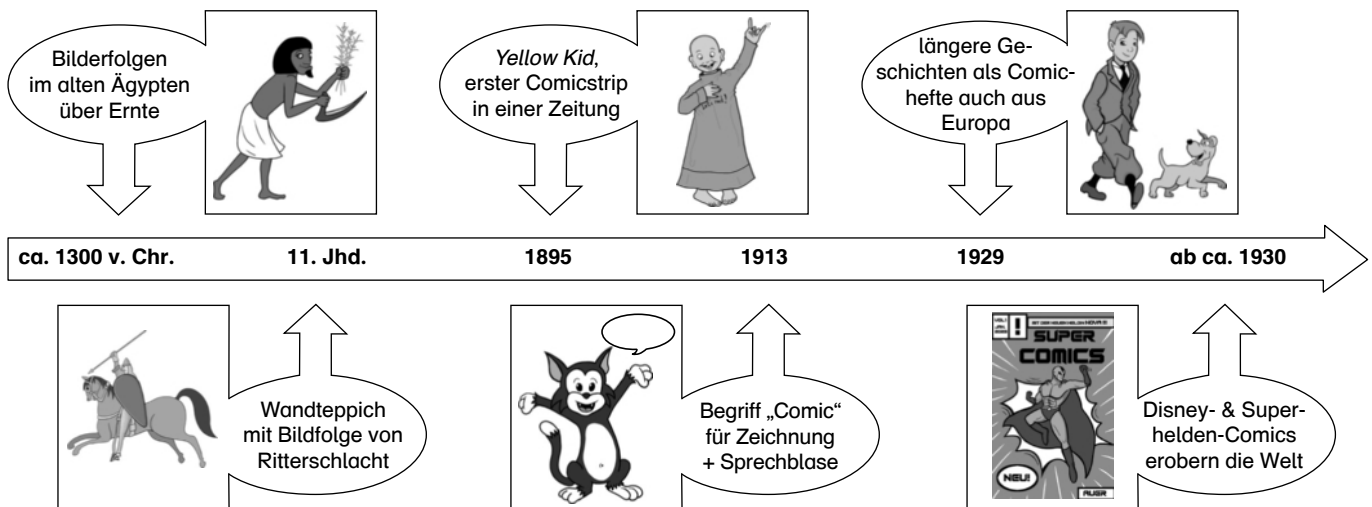 Bilderfolgen
im alten Ägypten
über Ernte
Yellow Kid,
erster Comicstrip
in einer Zeitung
längere Ge-
schichten als Comic-
hefte auch aus
Europa
ca. 1300 v. Chr.
11. Jhd.
1895
1913
1929
ab ca. 1930
Wandteppich
mit Bildfolge von
Ritterschlacht
Begriff „Comic“
für Zeichnung
+ Sprechblase
!
SUPER
COMICS
NEU!
Disney- & Super-
helden-Comics
erobern die Welt